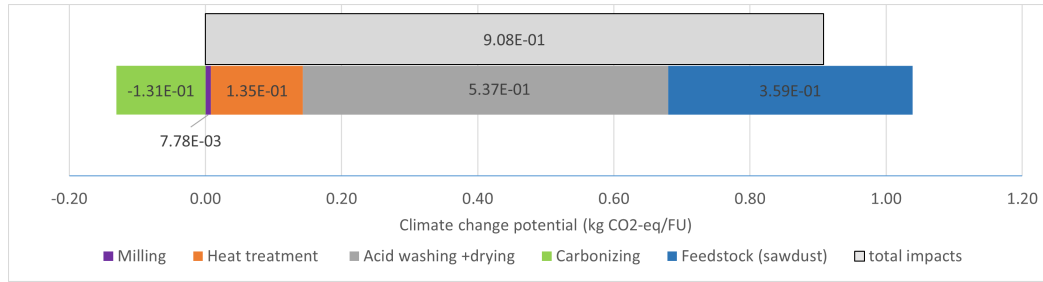 9.08E-01
-1.31E-01 1.35E-01 5.37E-01 3.59E-01
7.78E-03
-0.20 0.00 0.20 0.40 0.60 0.80 1.00 1.20
Climate change potential (kg CO2-eq/FU)
Milling Heat treatment Acid washing +drying Carbonizing Feedstock (sawdust) total impacts